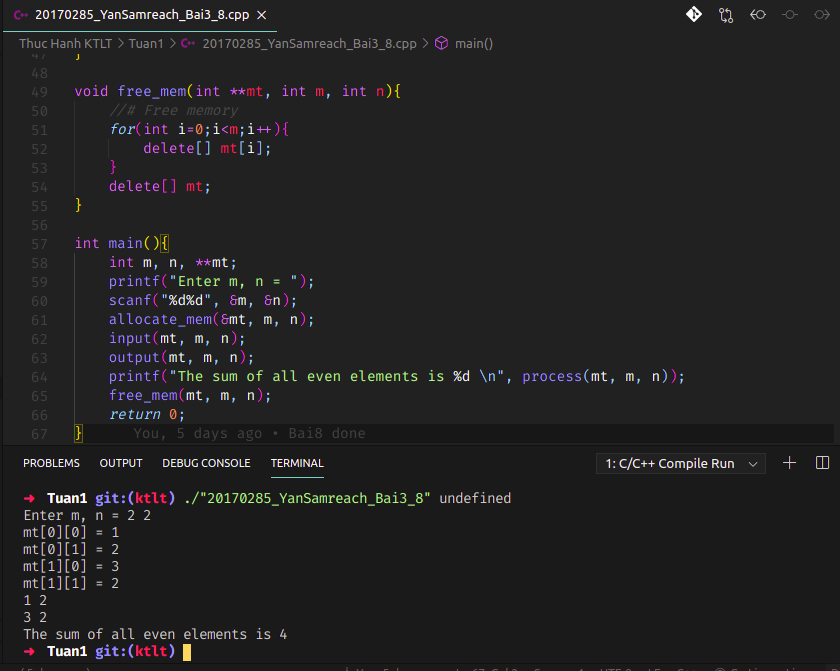 20170285_YanSamreach_Bai3_8.cpp
Thuc Hanh KTLT > Tuan1 > 20170285_YanSamreach_Bai3_8.cpp > main()
47 }
48
49 void free_mem(int **mt, int m, int n){
50 //# Free memory
51 for(int i=0;i<m;i++){
52 delete[] mt[i];
53 }
54 delete[] mt;
55 }
56
57 int main(){
58 int m, n, **mt;
59 printf("Enter m, n = ");
60 scanf("%d%d", &m, &n);
61 allocate_mem(&mt, m, n);
62 input(mt, m, n);
63 output(mt, m, n);
64 printf("The sum of all even elements is %d \n", process(mt, m, n));
65 free_mem(mt, m, n);
66 return 0;
67 } You, 5 days ago • Bai8 done
PROBLEMS OUTPUT DEBUG CONSOLE TERMINAL 1: C/C++ Compile Run
➜ Tuan1 git:(ktlt) ./"20170285_YanSamreach_Bai3_8" undefined
Enter m, n = 2 2
mt[0][0] = 1
mt[0][1] = 2
mt[1][0] = 3
mt[1][1] = 2
1 2
3 2
The sum of all even elements is 4
➜ Tuan1 git:(ktlt)